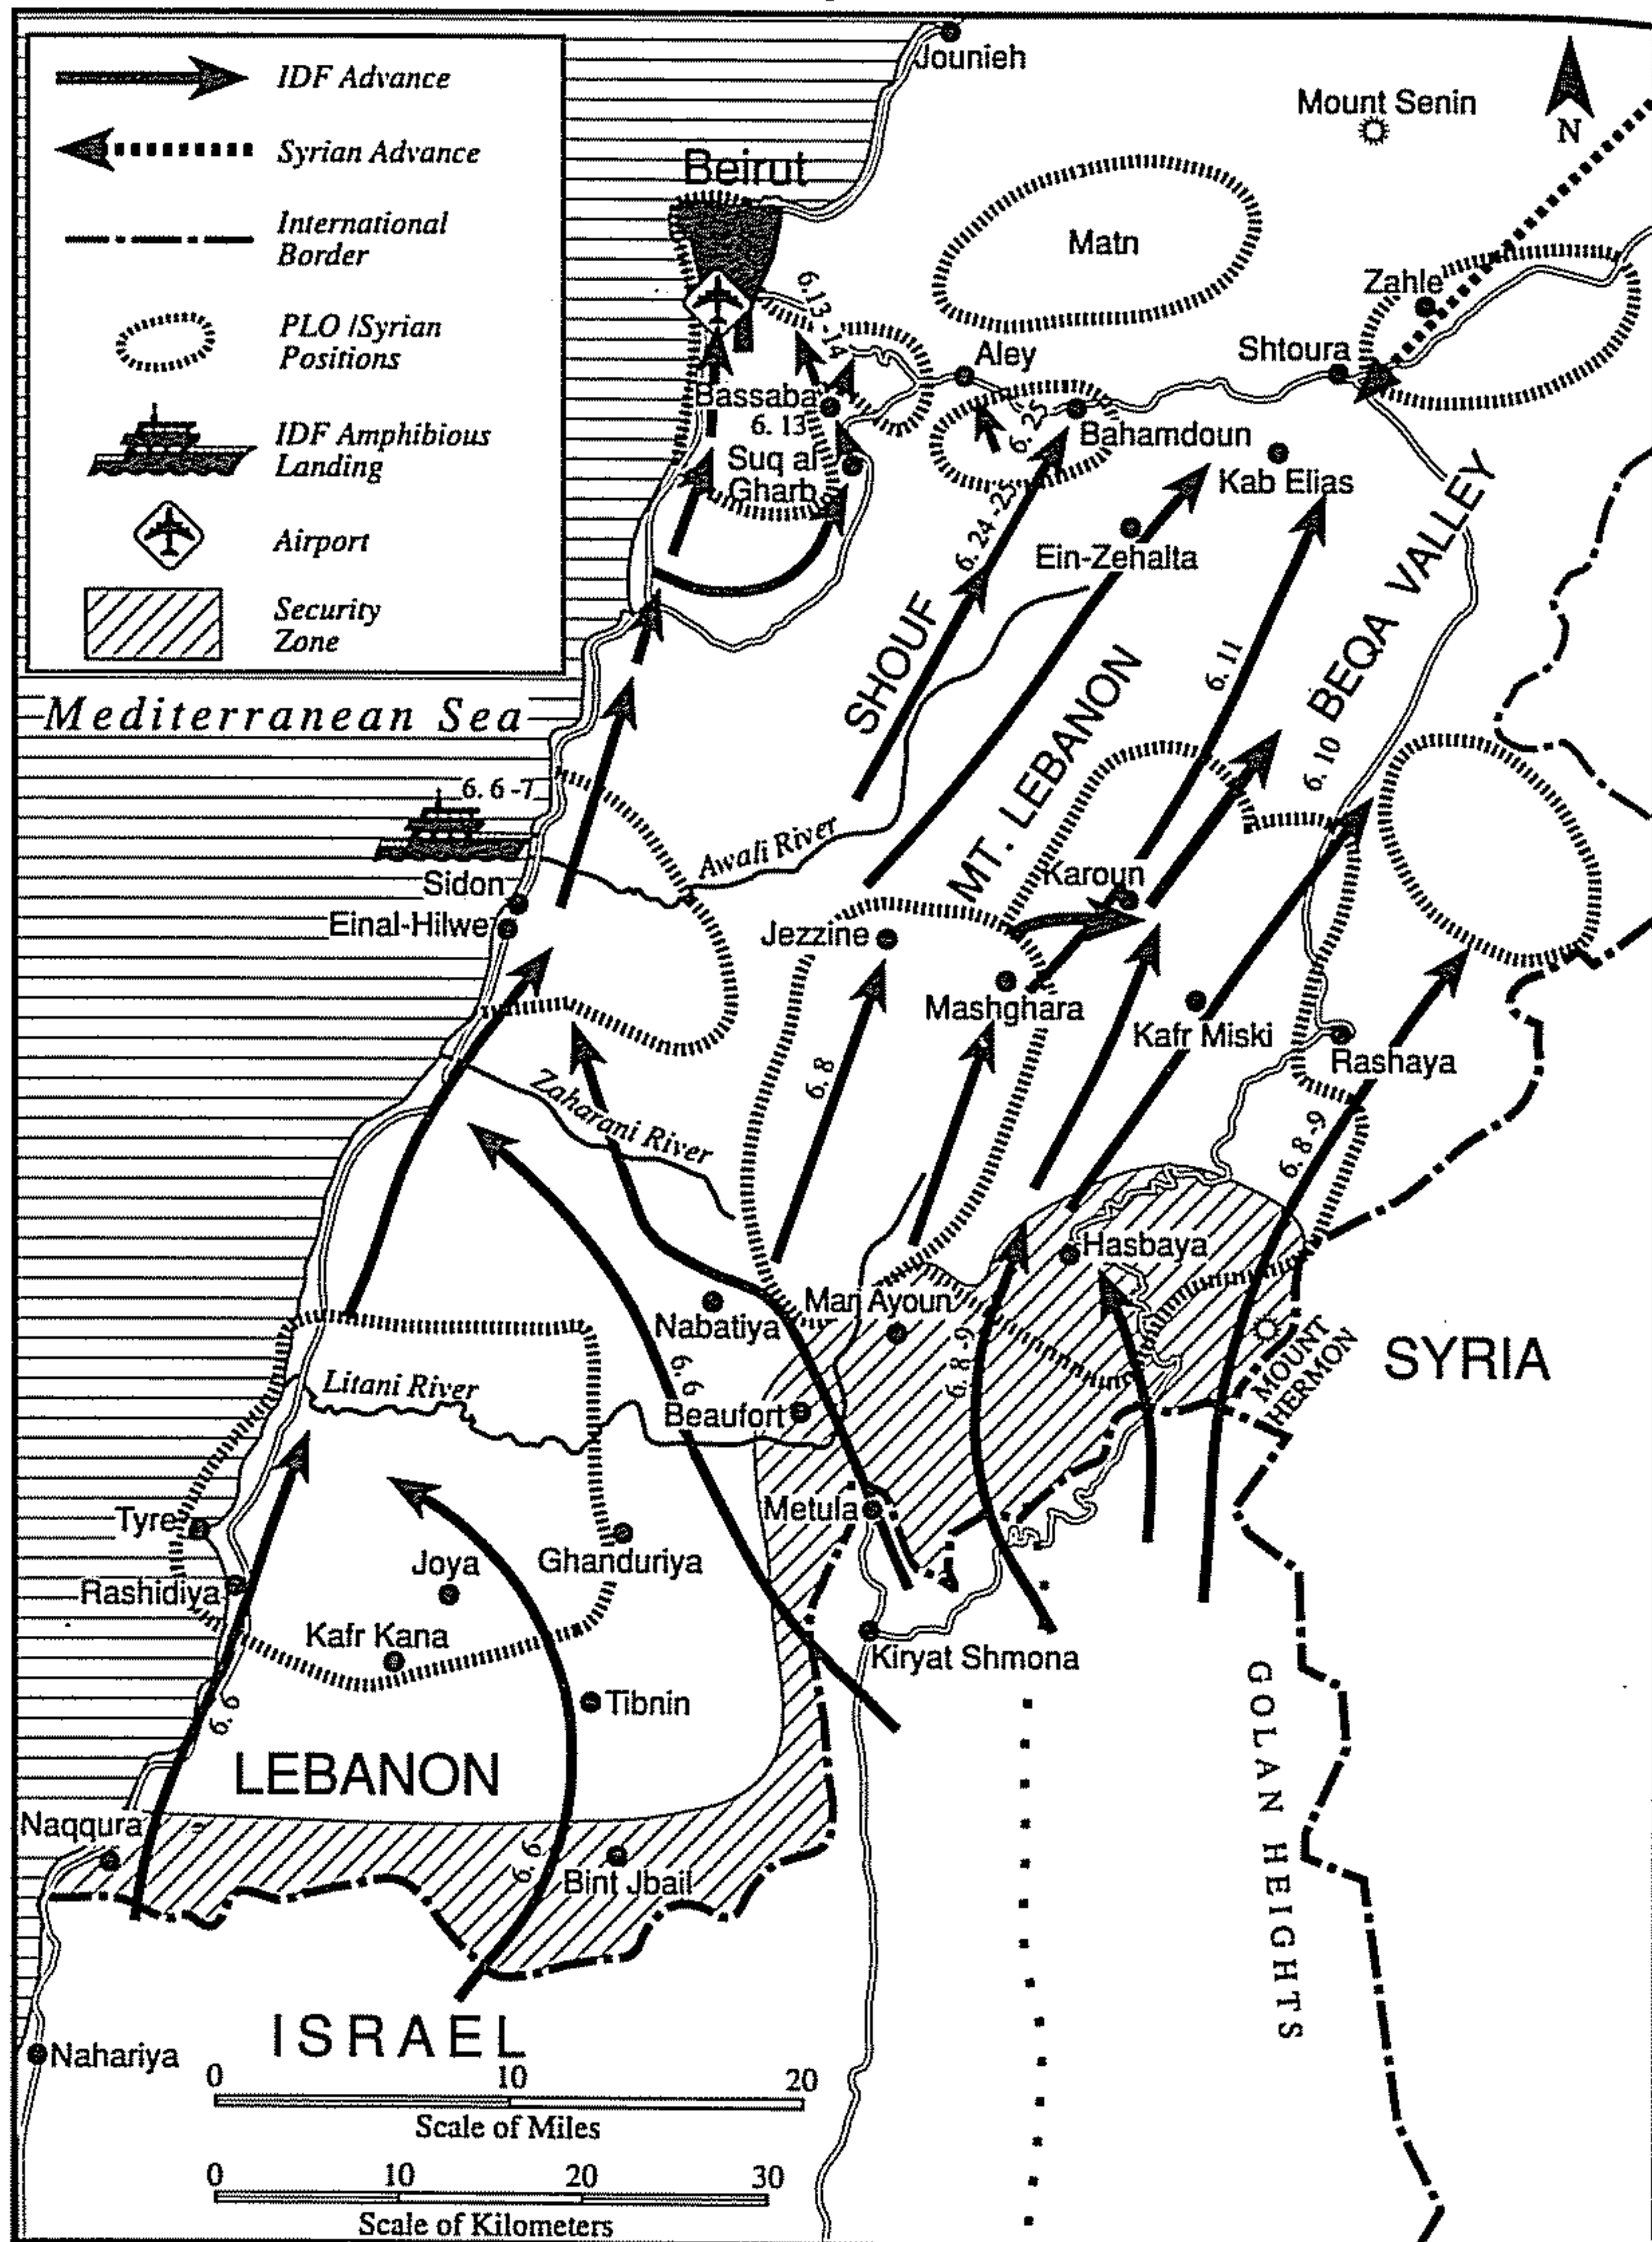 IDF Advance
Syrian Advance
International
Border
PLO /Syrian
Positions
IDF Amphibious
Landing
Airport
Security
Zone
Jounieh
Mount Senin
N
Beirut
Matn
Zahle
6.13 -14
Aley
Shtoura
Bassaba
6. 13
6. 25
Bahamdoun
Suq al
Gharb
Kab Elias
6. 24 -25
Ein-Zehalta
SHOUF
MT. LEBANON
6. 11
BEQA VALLEY
6. 10
Mediterranean Sea
6. 6 -7
Awali River
Sidon
Einal-Hilwe
Karoun
Jezzine
Mashghara
Kafr Miski
Rashaya
6. 8
Zaharani River
6. 8 -9
Hasbaya
Nabatiya
Marj Ayoun
6. 8 -9
MOUNT
HERMON
SYRIA
6. 6
Litani River
Beaufort
Metula
Tyre
Joya
Ghanduriya
Rashidiya
Kafr Kana
Kiryat Shmona
6. 6
Tibnin
LEBANON
GOLAN HEIGHTS
Naqqura
6. 6
Bint Jbail
ISRAEL
Nahariya
0 10 20
Scale of Miles
0 10 20 30
Scale of Kilometers